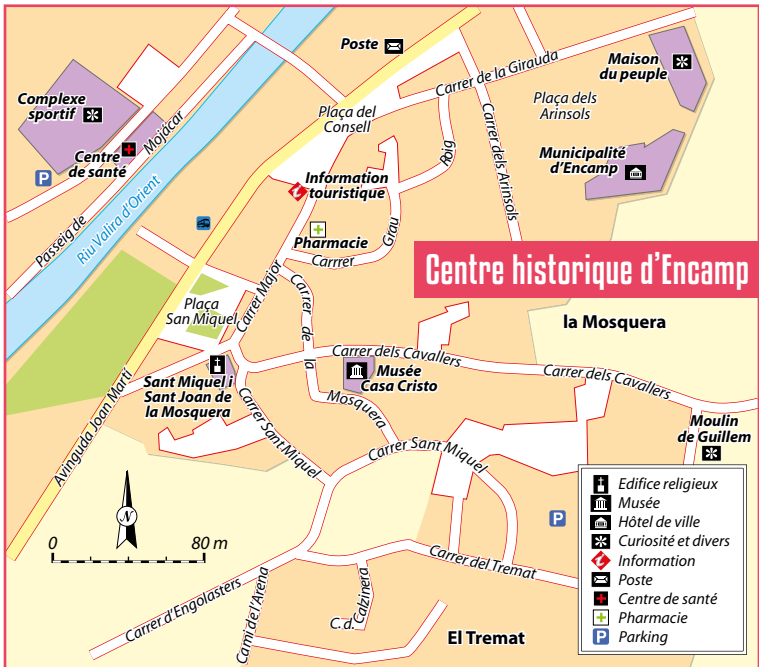 Poste
Carrer de la Girauda
Maison
du peuple
Complexe
sportif
Plaça del
Consell
Plaça dels
Arinsols
Mojácar
Centre
de santé
Carrer dels Arinsols
Roig
Municipalité
d'Encamp
P
Information
touristique
Passeig de
Riu Valira d'Orient
Pharmacie
Grau
Carrrer
Centre historique d'Encamp
Carrer Major
Carrer de la
Plaça
San Miquel
la Mosquera
Carrer dels Cavallers
Carrer dels Cavallers
Musée
Casa Cristo
Sant Miquel i
Sant Joan de
la Mosquera
Mosquera
Avinguda Joan Martí
Carrer Sant Miquel
Carrer Sant Miquel
Moulin
de Guillem
N
0 80 m
P
Carrer del Tremat
Carrer d'Engolasters
Cami de l'Arena
C. d. Calzinera
El Tremat
Edifice religieux
Musée
Hôtel de ville
Curiosité et divers
Information
Poste
Centre de santé
Pharmacie
P Parking